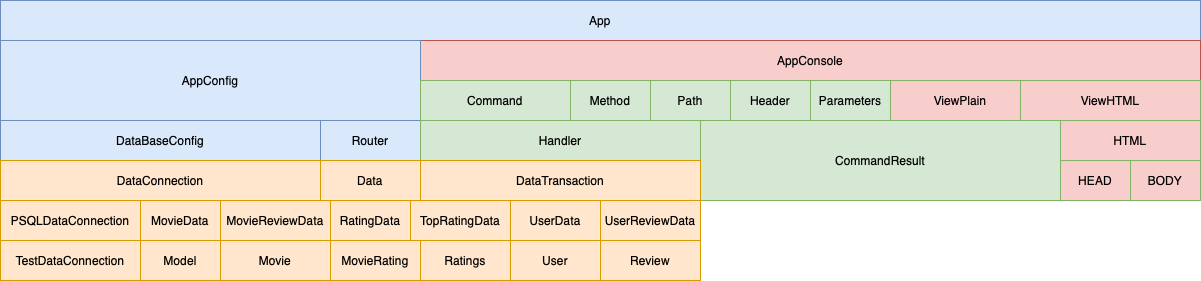 App
AppConfig
AppConsole
Command Method Path Header Parameters ViewPlain ViewHTML
DataBaseConfig Router Handler CommandResult HTML
DataConnection Data DataTransaction HEAD BODY
PSQLDataConnection MovieData MovieReviewData RatingData TopRatingData UserData UserReviewData
TestDataConnection Model Movie MovieRating Ratings User Review